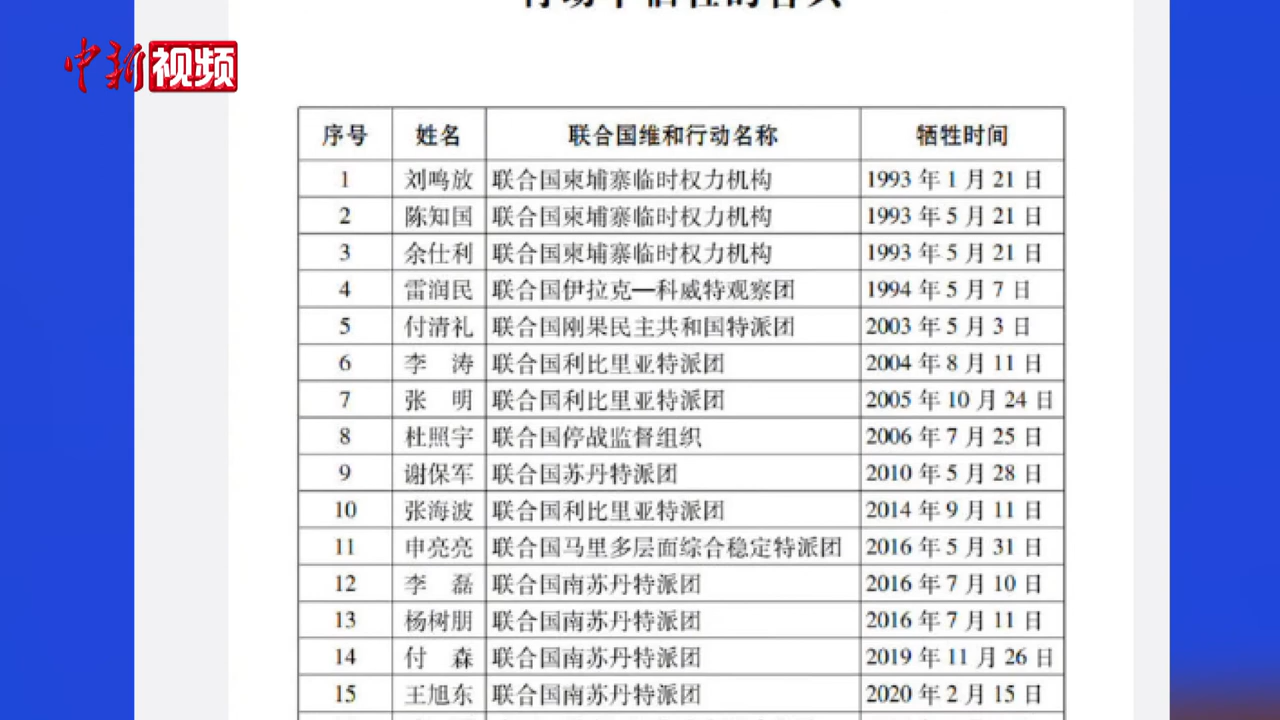 中新视频
序号 姓名 联合国维和行动名称 牺牲时间
1 刘鸣放 联合国柬埔寨临时权力机构 1993 年 1 月 21 日
2 陈知国 联合国柬埔寨临时权力机构 1993 年 5 月 21 日
3 余仕利 联合国柬埔寨临时权力机构 1993 年 5 月 21 日
4 雷润民 联合国伊拉克—科威特观察团 1994 年 5 月 7 日
5 付清礼 联合国刚果民主共和国特派团 2003 年 5 月 3 日
6 李 涛 联合国利比里亚特派团 2004 年 8 月 11 日
7 张 明 联合国利比里亚特派团 2005 年 10 月 24 日
8 杜照宇 联合国停战监督组织 2006 年 7 月 25 日
9 谢保军 联合国苏丹特派团 2010 年 5 月 28 日
10 张海波 联合国利比里亚特派团 2014 年 9 月 11 日
11 申亮亮 联合国马里多层面综合稳定特派团 2016 年 5 月 31 日
12 李 磊 联合国南苏丹特派团 2016 年 7 月 10 日
13 杨树朋 联合国南苏丹特派团 2016 年 7 月 11 日
14 付 森 联合国南苏丹特派团 2019 年 11 月 26 日
15 王旭东 联合国南苏丹特派团 2020 年 2 月 15 日